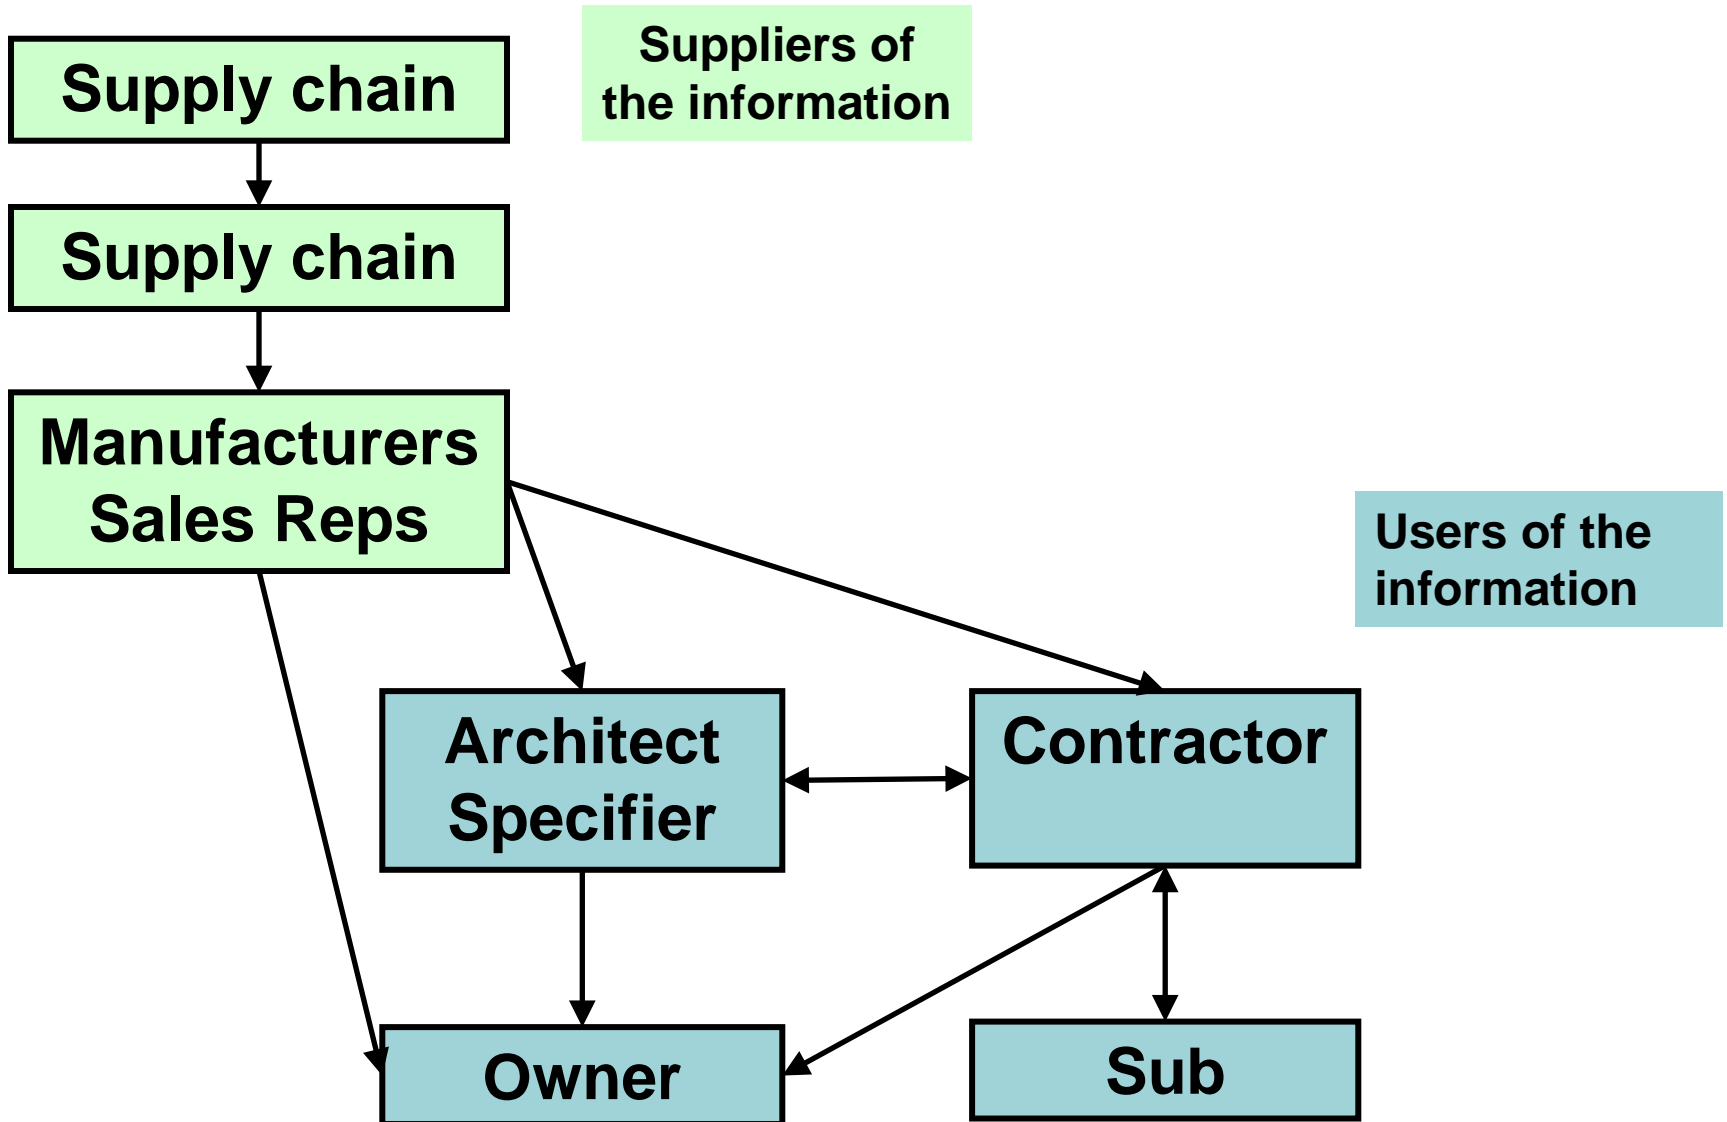 Suppliers of
the information
Supply chain
Supply chain
Manufacturers
Sales Reps
Users of the
information
Architect
Specifier
Contractor
Owner
Sub